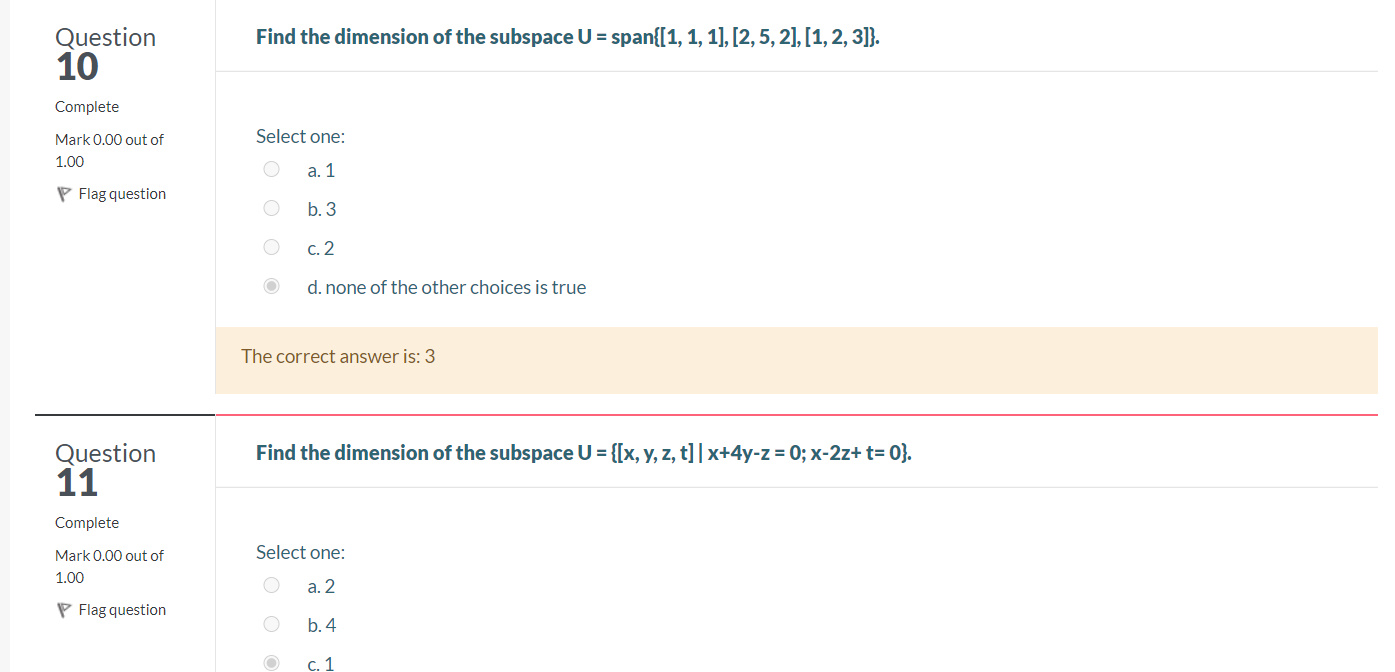 Question
10
Complete
Mark 0.00 out of
1.00
Flag question
Find the dimension of the subspace U = span{[1, 1, 1], [2, 5, 2], [1, 2, 3]}.
Select one:
a. 1
b. 3
c. 2
d. none of the other choices is true
The correct answer is: 3
Question
11
Complete
Mark 0.00 out of
1.00
Flag question
Find the dimension of the subspace U = {[x, y, z, t] | x+4y-z = 0; x-2z+ t= 0}.
Select one:
a. 2
b. 4
c. 1